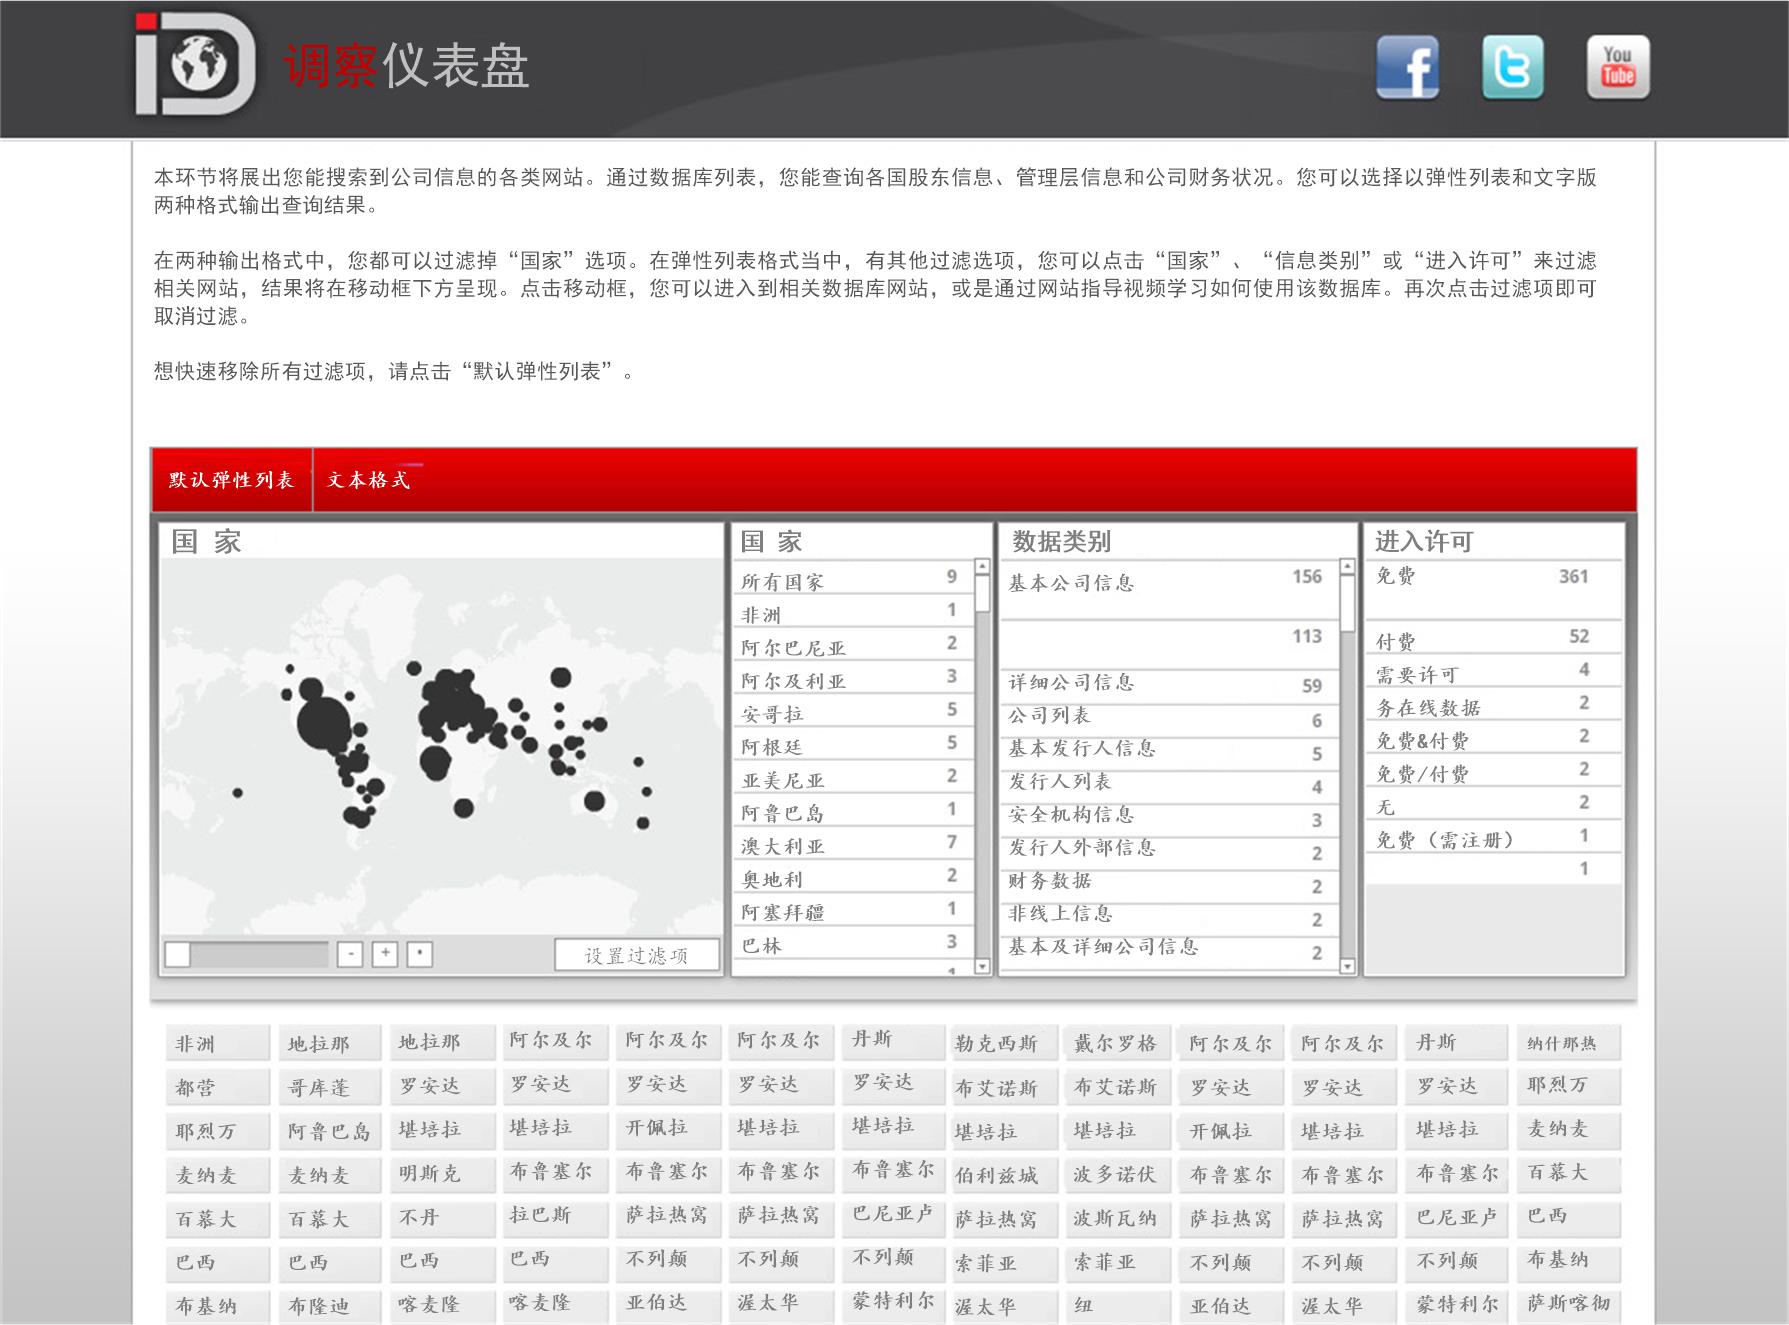 iD 调察仪表盘
f
t
You
Tube
本环节将展出您能搜索到公司信息的各类网站。通过数据库列表，您能查询各国股东信息、管理层信息和公司财务状况。您可以选择以弹性列表和文字版
两种格式输出查询结果。
在两种输出格式中，您都可以过滤掉“国家”选项。在弹性列表格式当中，有其他过滤选项，您可以点击“国家”、“信息类别”或“进入许可”来过滤
相关网站，结果将在移动框下方呈现。点击移动框，您可以进入到相关数据库网站，或是通过网站指导视频学习如何使用该数据库。再次点击过滤项即可
取消过滤。
想快速移除所有过滤项，请点击“默认弹性列表”。
默认弹性列表 文本格式
国 家
- + •
设置过滤项
国 家
所有国家 9
非洲 1
阿尔巴尼亚 2
阿尔及利亚 3
安哥拉 5
阿根廷 5
亚美尼亚 2
阿鲁巴岛 1
澳大利亚 7
奥地利 2
阿塞拜疆 1
巴林 3
数据类别
基本公司信息 156
113
详细公司信息 59
公司列表 6
基本发行人信息 5
发行人列表 4
安全机构信息 3
发行人外部信息 2
财务数据 2
非线上信息 2
基本及详细公司信息 2
进入许可
免费 361
付费 52
需要许可 4
务在线数据 2
免费&付费 2
免费/付费 2
无 2
免费（需注册） 1
1
非洲 地拉那 地拉那 阿尔及尔 阿尔及尔 阿尔及尔 丹斯 勒克西斯 戴尔罗格 阿尔及尔 阿尔及尔 丹斯 纳什那热
都营 哥库蓬 罗安达 罗安达 罗安达 罗安达 罗安达 布艾诺斯 布艾诺斯 罗安达 罗安达 罗安达 耶烈万
耶烈万 阿鲁巴岛 堪培拉 堪培拉 开佩拉 堪培拉 堪培拉 堪培拉 堪培拉 开佩拉 堪培拉 堪培拉 麦纳麦
麦纳麦 麦纳麦 明斯克 布鲁塞尔 布鲁塞尔 布鲁塞尔 布鲁塞尔 伯利兹城 波多诺伏 布鲁塞尔 布鲁塞尔 布鲁塞尔 百慕大
百慕大 百慕大 不丹 拉巴斯 萨拉热窝 萨拉热窝 巴尼亚卢 萨拉热窝 波斯瓦纳 萨拉热窝 萨拉热窝 巴尼亚卢 巴西
巴西 巴西 巴西 巴西 不列颠 不列颠 不列颠 索菲亚 索菲亚 不列颠 不列颠 不列颠 布基纳
布基纳 布隆迪 喀麦隆 喀麦隆 亚伯达 渥太华 蒙特利尔 渥太华 纽 亚伯达 渥太华 蒙特利尔 萨斯喀彻